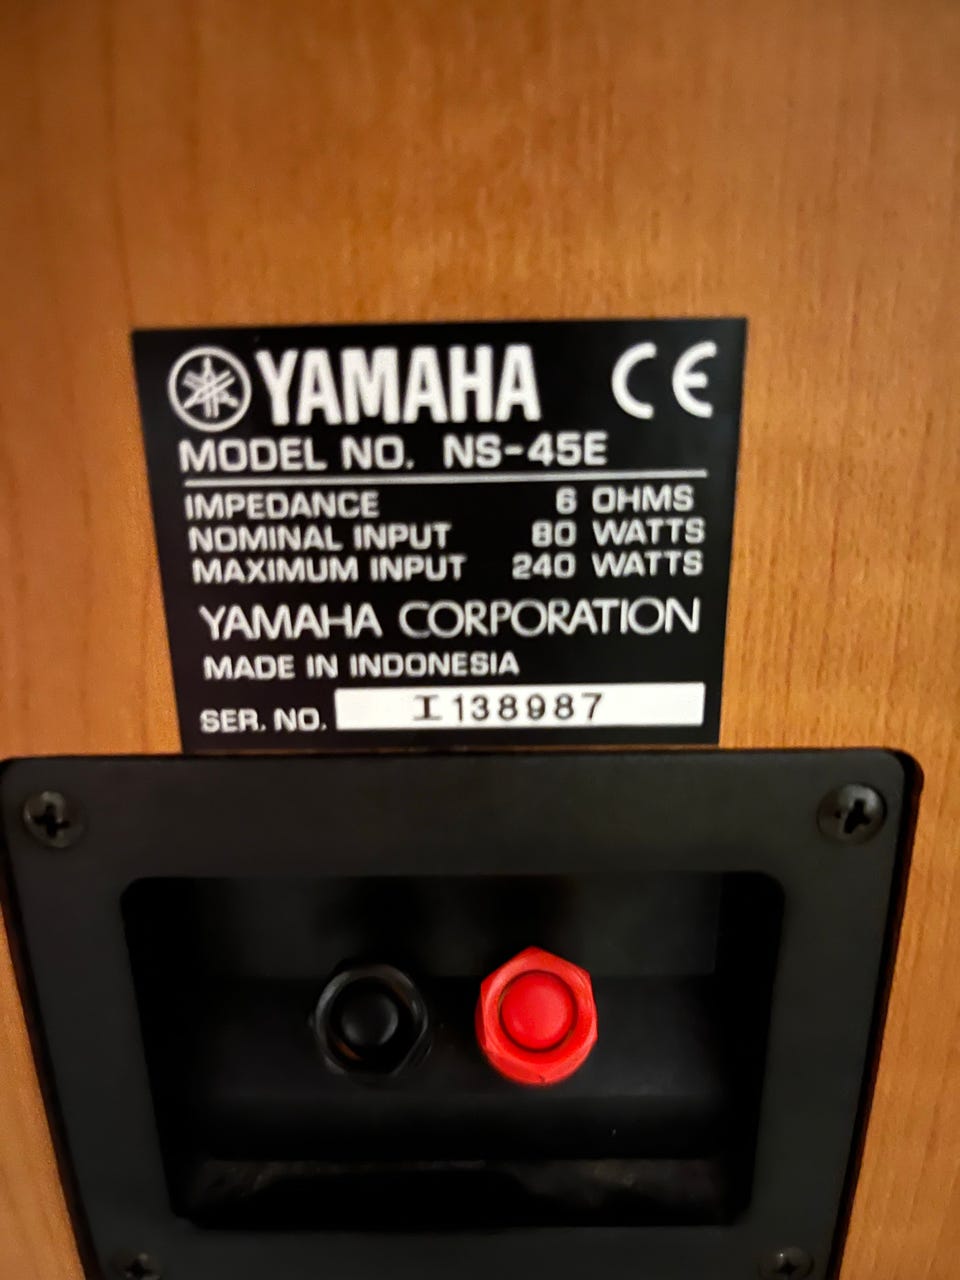 YAMAHA CE
MODEL NO. NS-45E
IMPEDANCE 6 OHMS
NOMINAL INPUT 80 WATTS
MAXIMUM INPUT 240 WATTS
YAMAHA CORPORATION
MADE IN INDONESIA
SER. NO. I138987